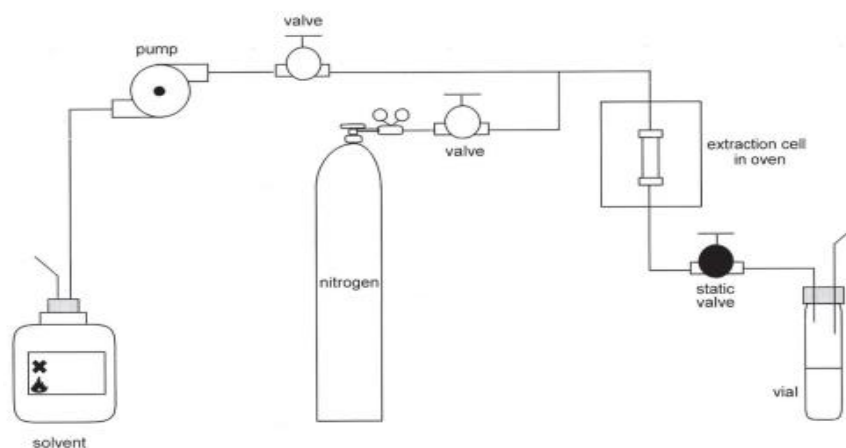 valve
pump
valve
extraction cell
in oven
nitrogen
static
valve
vial
solvent